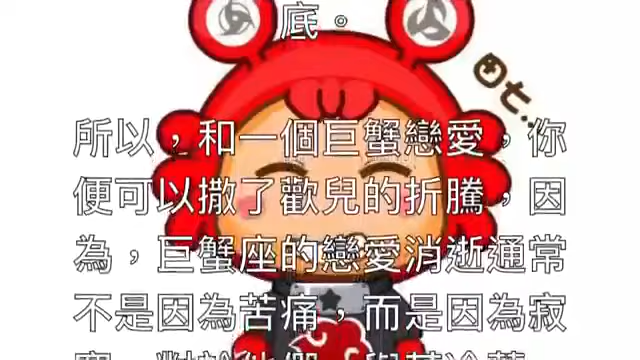 底。
所以，和一個巨蟹戀愛，你
便可以撒了歡兒的折騰，因
為，巨蟹座的戀愛消逝通常
不是因為苦痛，而是因為寂